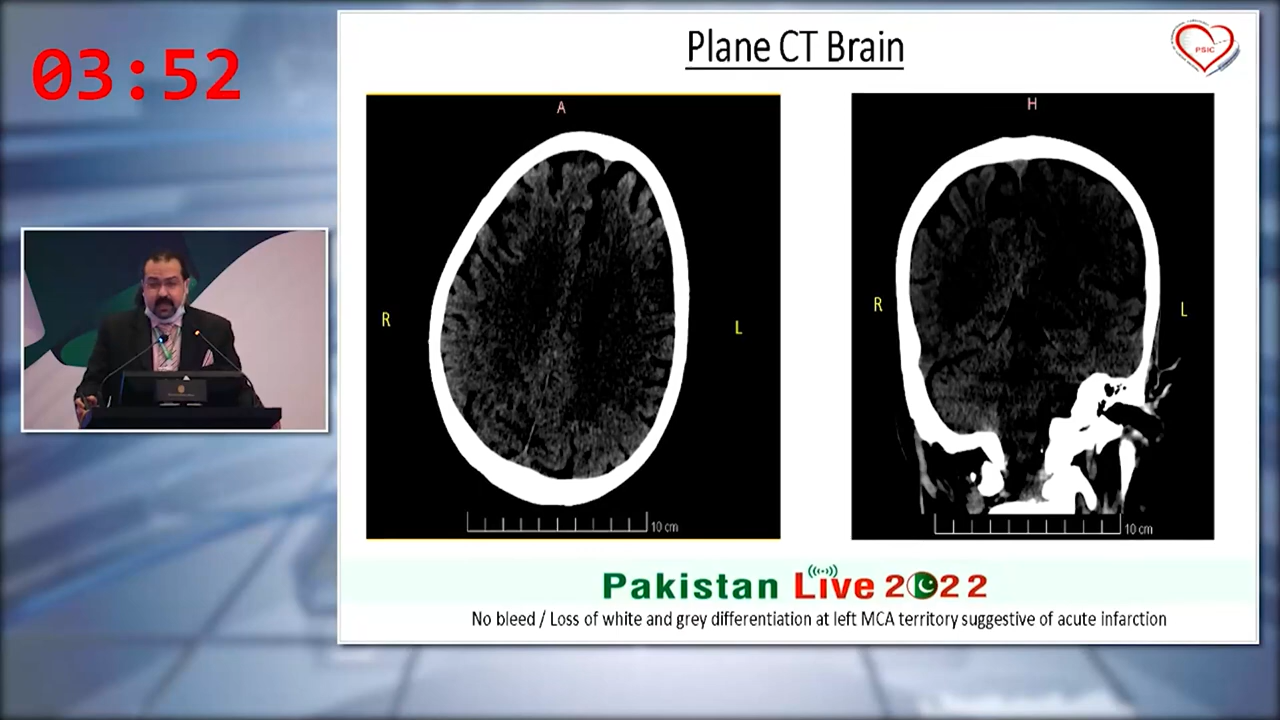 03:52
Plane CT Brain
PSIC
A
R
L
10 cm
H
R
L
10 cm
Pakistan Live 2022
No bleed / Loss of white and grey differentiation at left MCA territory suggestive of acute infarction